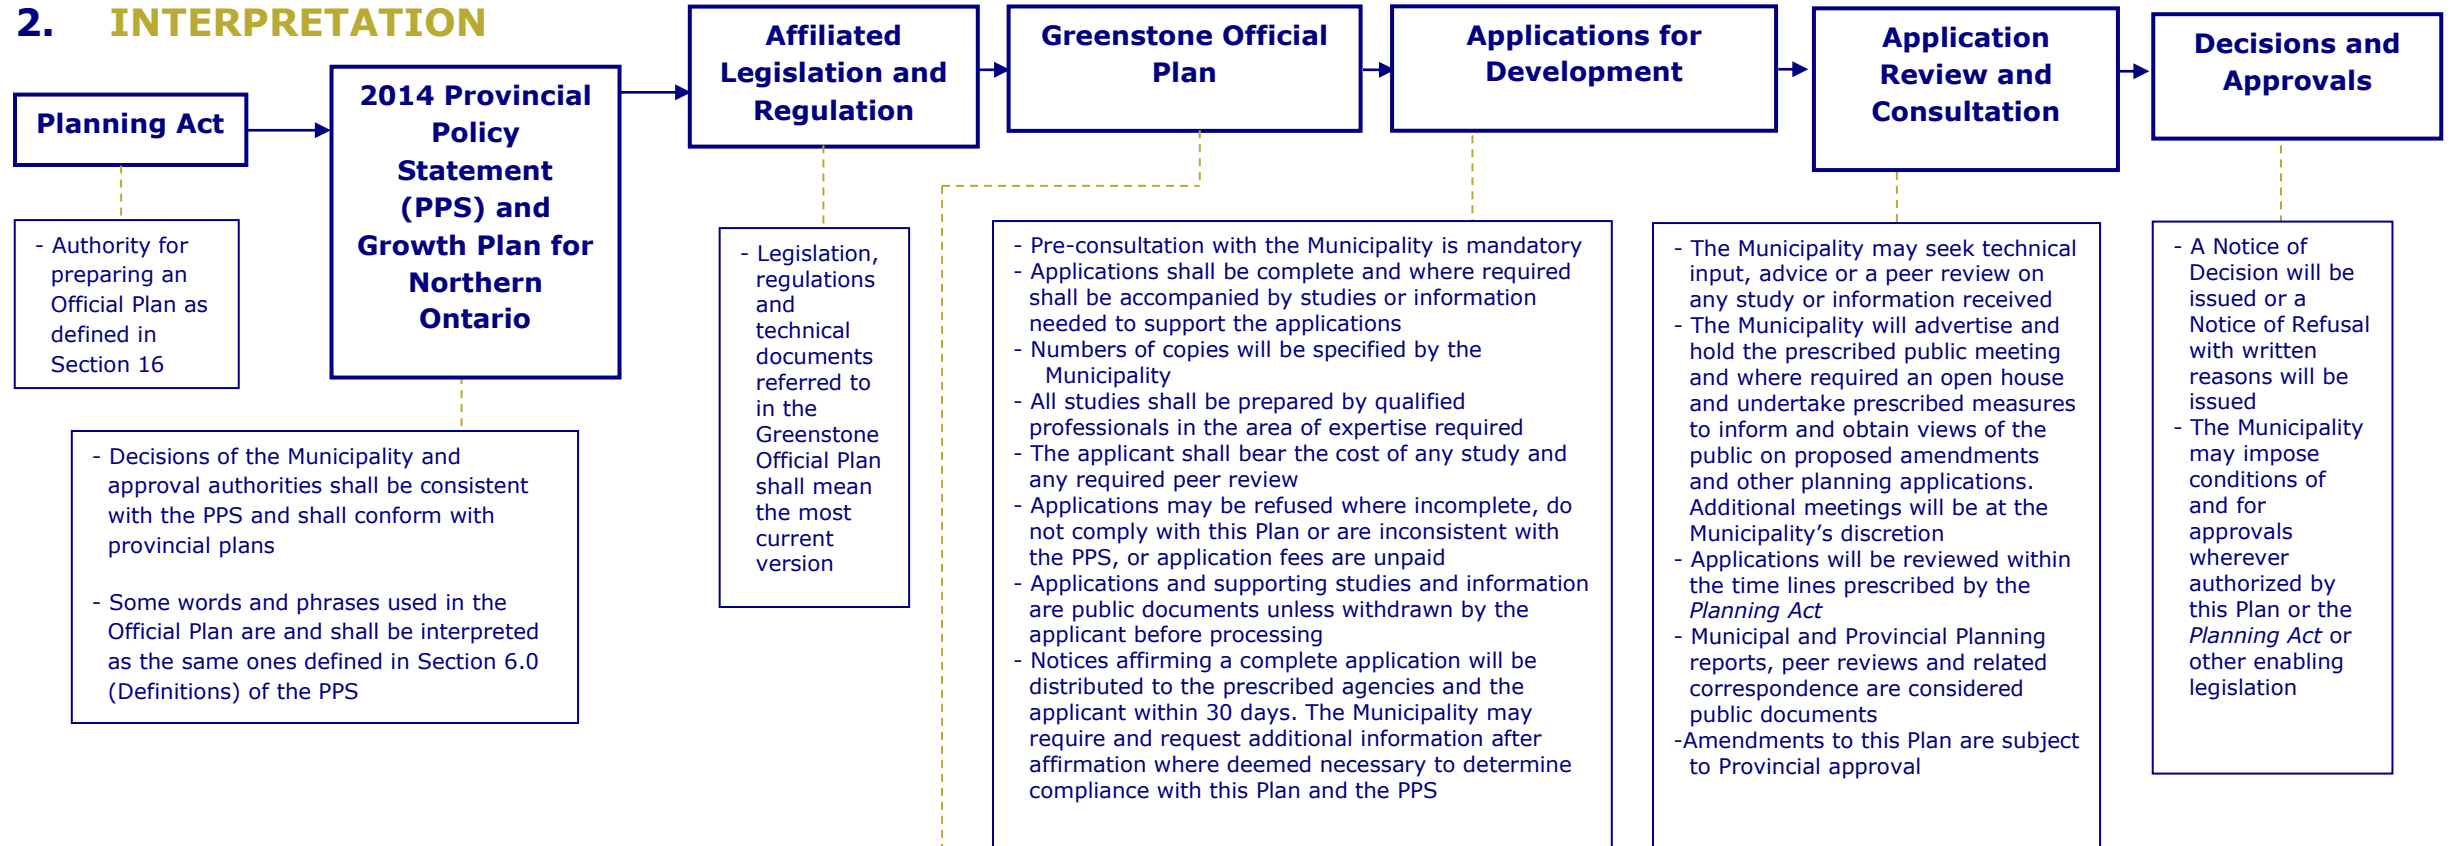 2. INTERPRETATION
Planning Act
2014 Provincial
Policy
Statement
(PPS) and
Growth Plan for
Northern
Ontario
Affiliated
Legislation and
Regulation
Greenstone Official
Plan
Applications for
Development
Application
Review and
Consultation
Decisions and
Approvals
- Authority for
preparing an
Official Plan as
defined in
Section 16
- Decisions of the Municipality and
approval authorities shall be consistent
with the PPS and shall conform with
provincial plans
- Some words and phrases used in the
Official Plan are and shall be interpreted
as the same ones defined in Section 6.0
(Definitions) of the PPS
- Legislation,
regulations
and
technical
documents
referred to
in the
Greenstone
Official Plan
shall mean
the most
current
version
- Pre-consultation with the Municipality is mandatory
- Applications shall be complete and where required
shall be accompanied by studies or information
needed to support the applications
- Numbers of copies will be specified by the
Municipality
- All studies shall be prepared by qualified
professionals in the area of expertise required
- The applicant shall bear the cost of any study and
any required peer review
- Applications may be refused where incomplete, do
not comply with this Plan or are inconsistent with
the PPS, or application fees are unpaid
- Applications and supporting studies and information
are public documents unless withdrawn by the
applicant before processing
- Notices affirming a complete application will be
distributed to the prescribed agencies and the
applicant within 30 days. The Municipality may
require and request additional information after
affirmation where deemed necessary to determine
compliance with this Plan and the PPS
- The Municipality may seek technical
input, advice or a peer review on
any study or information received
- The Municipality will advertise and
hold the prescribed public meeting
and where required an open house
and undertake prescribed measures
to inform and obtain views of the
public on proposed amendments
and other planning applications.
Additional meetings will be at the
Municipality’s discretion
- Applications will be reviewed within
the time lines prescribed by the
Planning Act
- Municipal and Provincial Planning
reports, peer reviews and related
correspondence are considered
public documents
-Amendments to this Plan are subject
to Provincial approval
- A Notice of
Decision will be
issued or a
Notice of Refusal
with written
reasons will be
issued
- The Municipality
may impose
conditions of
and for
approvals
wherever
authorized by
this Plan or the
Planning Act or
other enabling
legislation